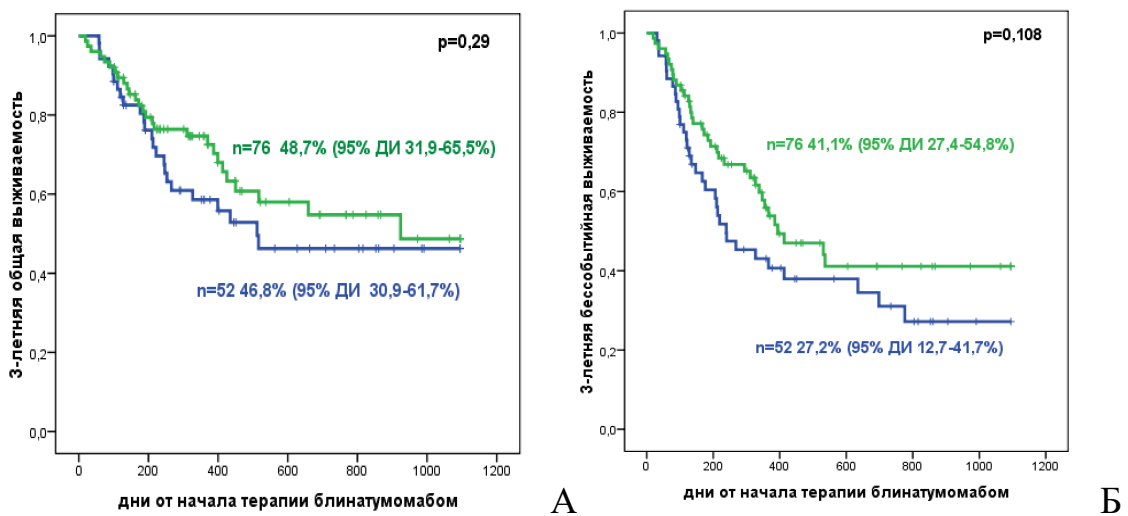 p=0,29
1,0
0,8
0,6
0,4
0,2
0,0
3-летняя общая выживаемость
n=76 48,7% (95% ДИ 31,9-65,5%)
n=52 46,8% (95% ДИ 30,9-61,7%)
0 200 400 600 800 1000 1200
дни от начала терапии блинатумомабом
А
p=0,108
1,0
0,8
0,6
0,4
0,2
0,0
3-летняя бессобытийная выживаемость
n=76 41,1% (95% ДИ 27,4-54,8%)
n=52 27,2% (95% ДИ 12,7-41,7%)
0 200 400 600 800 1000 1200
дни от начала терапии блинатумомабом
Б